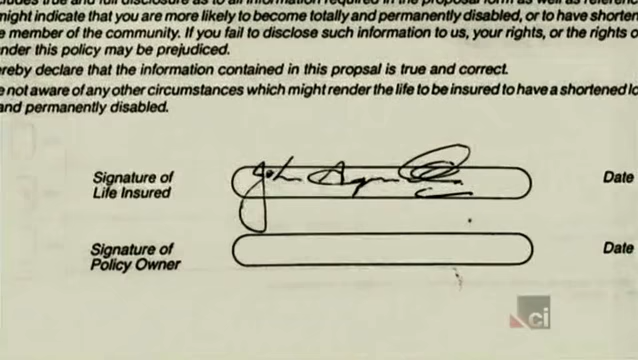 might indicate that you are more likely to become totally and permanently disabled, or to have shorten
e member of the community. If you fail to disclose such information to us, your rights, or the rights o
nder this policy may be prejudiced.
ereby declare that the information contained in this propsal is true and correct.
e not aware of any other circumstances which might render the life to be insured to have a shortened lo
and permanently disabled.
Signature of
Life Insured
John
Date
Signature of
Policy Owner
Date
ci